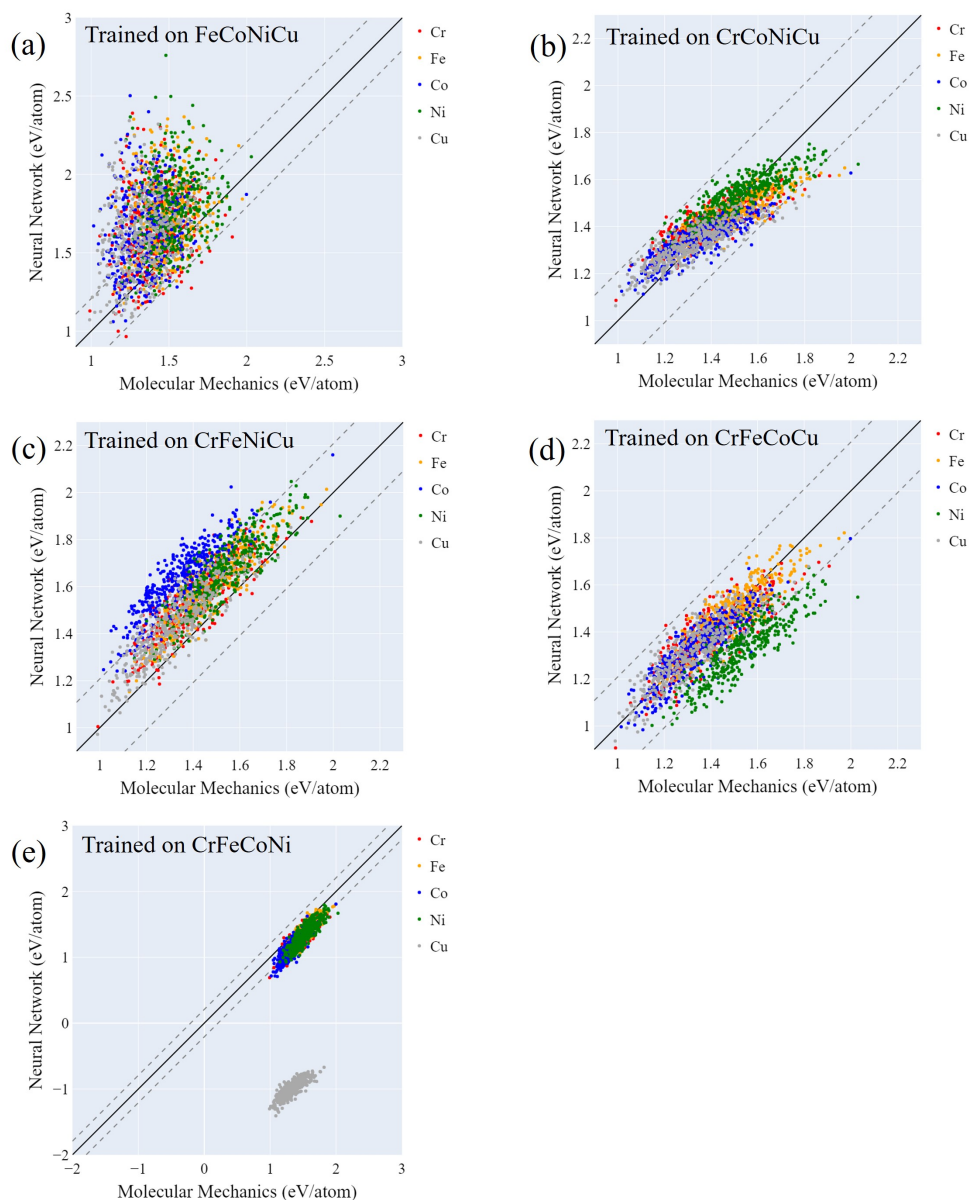 (a)
Trained on FeCoNiCu
Neural Network (eV/atom)
3
2.5
2
1.5
1
1
1.5
2
2.5
3
Molecular Mechanics (eV/atom)
Cr
Fe
Co
Ni
Cu
(b)
Trained on CrCoNiCu
Neural Network (eV/atom)
2.2
2
1.8
1.6
1.4
1.2
1
1
1.2
1.4
1.6
1.8
2
2.2
Molecular Mechanics (eV/atom)
Cr
Fe
Co
Ni
Cu
(c)
Trained on CrFeNiCu
Neural Network (eV/atom)
2.2
2
1.8
1.6
1.4
1.2
1
1
1.2
1.4
1.6
1.8
2
2.2
Molecular Mechanics (eV/atom)
Cr
Fe
Co
Ni
Cu
(d)
Trained on CrFeCoCu
Neural Network (eV/atom)
2.2
2
1.8
1.6
1.4
1.2
1
1
1.2
1.4
1.6
1.8
2
2.2
Molecular Mechanics (eV/atom)
Cr
Fe
Co
Ni
Cu
(e)
Trained on CrFeCoNi
Neural Network (eV/atom)
3
2
1
0
−1
−2
−2
−1
0
1
2
3
Molecular Mechanics (eV/atom)
Cr
Fe
Co
Ni
Cu